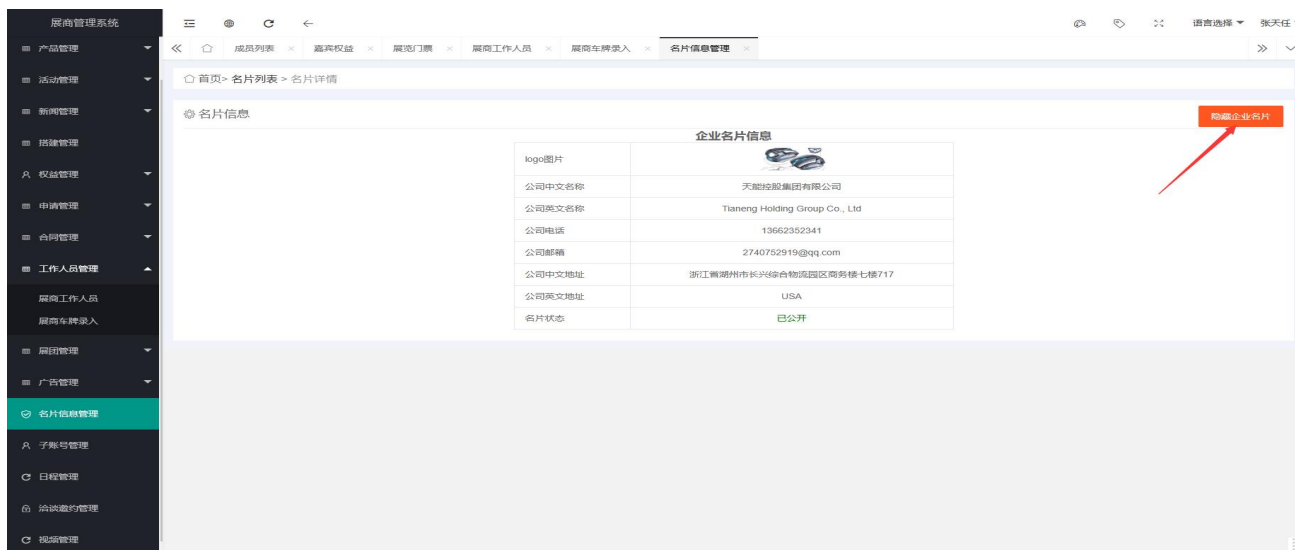 展商管理系统
语言选择 张天任
成员列表 × 嘉宾权益 × 展览门票 × 展商工作人员 × 展商车牌录入 × 名片信息管理 ×
首页> 名片列表 > 名片详情
名片信息
隐藏企业名片
企业名片信息
logo图片
公司中文名称 天能控股集团有限公司
公司英文名称 Tianeng Holding Group Co., Ltd
公司电话 13662352341
公司邮箱 2740752919@qq.com
公司中文地址 浙江省湖州市长兴综合物流园区商务楼七楼717
公司英文地址 USA
名片状态 已公开
产品管理
活动管理
新闻管理
搭建管理
权益管理
申请管理
合同管理
工作人员管理
展商工作人员
展商车牌录入
展团管理
广告管理
名片信息管理
子账号管理
日程管理
洽谈邀约管理
视频管理